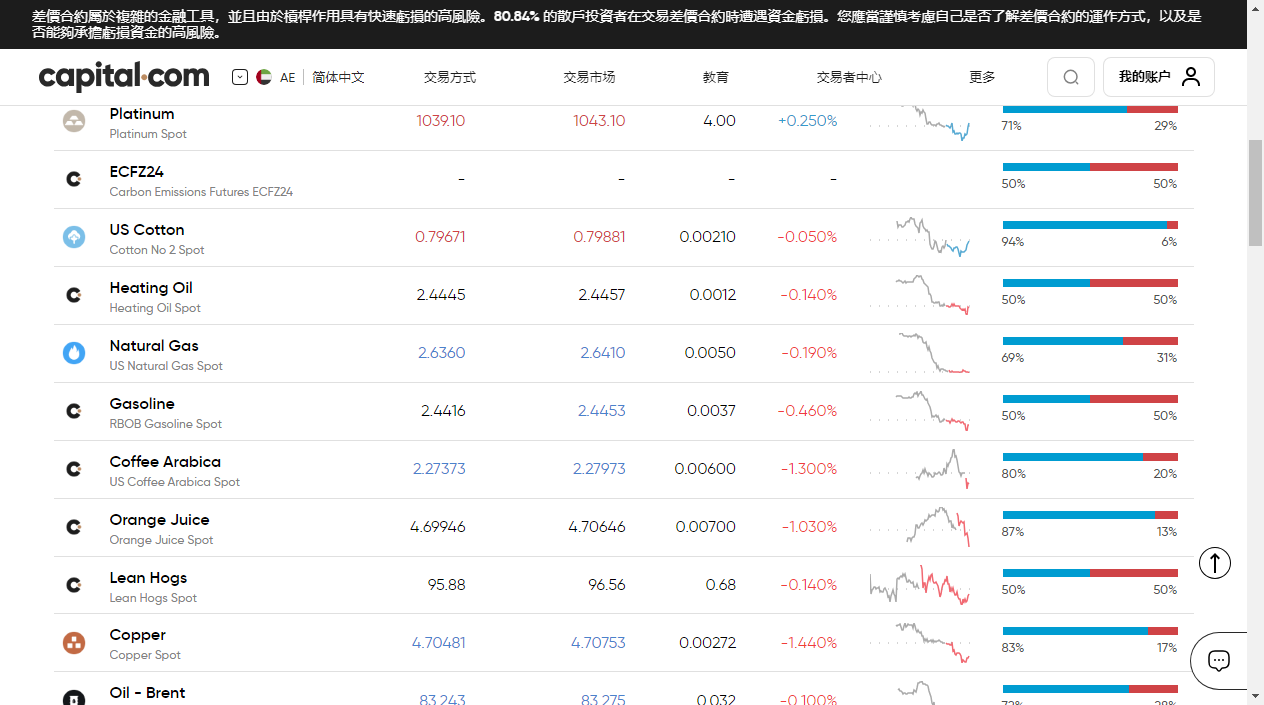 差價合約屬於複雜的金融工具，並且由於槓桿作用具有快速虧損的高風險。80.84% 的散戶投資者在交易差價合約時遭遇資金虧損。您應當謹慎考慮自己是否了解差價合約的運作方式，以及是
否能夠承擔虧損資金的高風險。
capital.com AE 简体中文 交易方式 交易市场 教育 交易者中心 更多 我的账户
Platinum 1039.10 1043.10 4.00 +0.250%
Platinum Spot 71% 29%
ECFZ24 - - - -
Carbon Emissions Futures ECFZ24 50% 50%
US Cotton 0.79671 0.79881 0.00210 -0.050%
Cotton No 2 Spot 94% 6%
Heating Oil 2.4445 2.4457 0.0012 -0.140%
Heating Oil Spot 50% 50%
Natural Gas 2.6360 2.6410 0.0050 -0.190%
US Natural Gas Spot 69% 31%
Gasoline 2.4416 2.4453 0.0037 -0.460%
RBOB Gasoline Spot 50% 50%
Coffee Arabica 2.27373 2.27973 0.00600 -1.300%
US Coffee Arabica Spot 80% 20%
Orange Juice 4.69946 4.70646 0.00700 -1.030%
Orange Juice Spot 87% 13%
Lean Hogs 95.88 96.56 0.68 -0.140%
Lean Hogs Spot 50% 50%
Copper 4.70481 4.70753 0.00272 -1.440%
Copper Spot 83% 17%
Oil - Brent 83.243 83.275 0.032 -0.100%